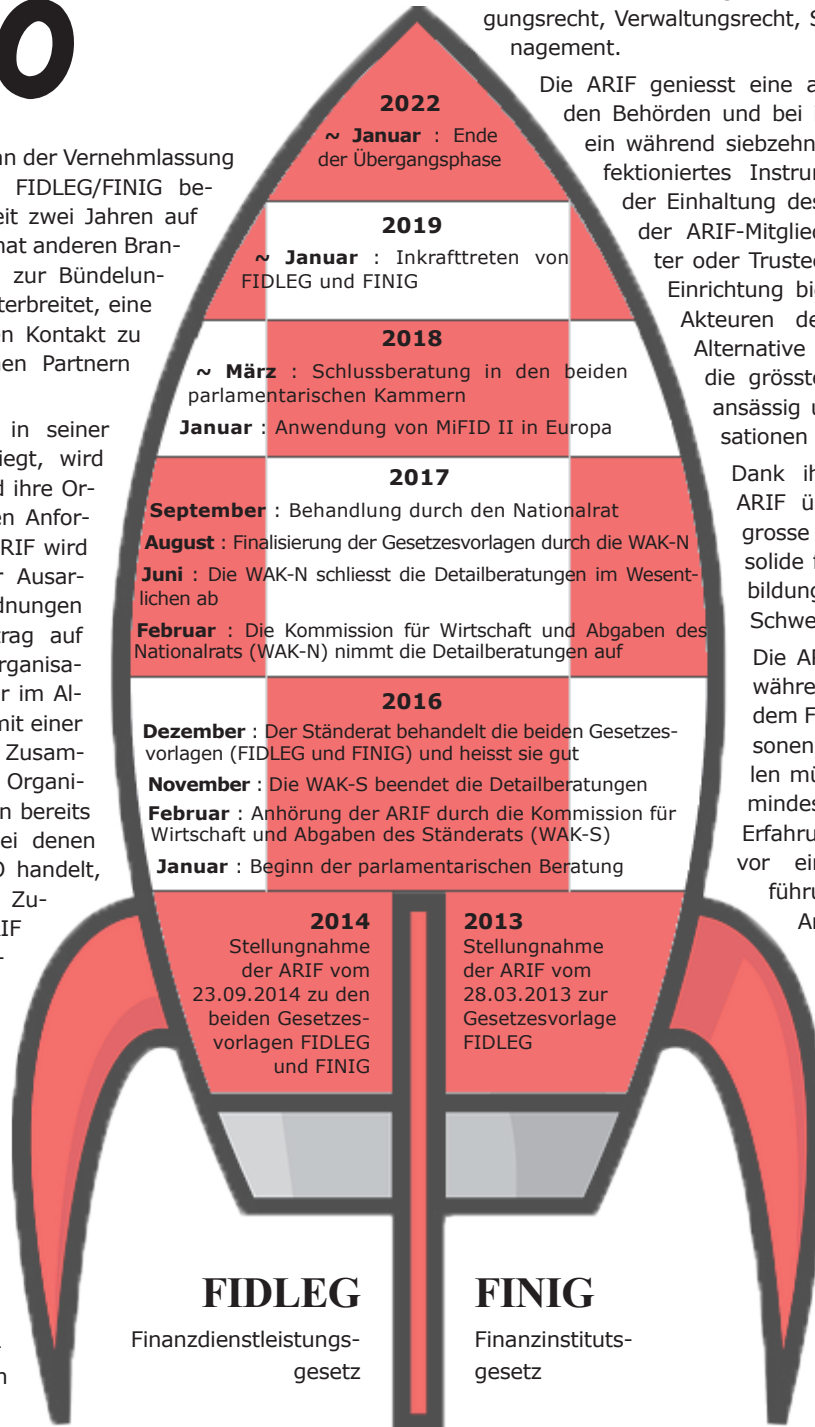 O
nn der Vernehmlassung
FIDLEG/FINIG be-
eit zwei Jahren auf
hat anderen Bran-
zur Bündelun-
terbreitet, eine
en Kontakt zu
en Partnern
in seiner
iegt, wird
d ihre Or-
en Anfor-
RIF wird
r Ausar-
dnungen
trag auf
rganisa-
r im Al-
mit einer
Zusam-
Organi-
n bereits
ei denen
O handelt,
Zu-
IF
-
2022
~ Januar : Ende
der Übergangsphase
2019
~ Januar : Inkrafttreten von
FIDLEG und FINIG
2018
~ März : Schlussberatung in den beiden
parlamentarischen Kammern
Januar : Anwendung von MiFID II in Europa
2017
September : Behandlung durch den Nationalrat
August : Finalisierung der Gesetzesvorlagen durch die WAK-N
Juni : Die WAK-N schliesst die Detailberatungen im Wesent-
lichen ab
Februar : Die Kommission für Wirtschaft und Abgaben des
Nationalrats (WAK-N) nimmt die Detailberatungen auf
2016
Dezember : Der Ständerat behandelt die beiden Gesetzes-
vorlagen (FIDLEG und FINIG) und heisst sie gut
November : Die WAK-S beendet die Detailberatungen
Februar : Anhörung der ARIF durch die Kommission für
Wirtschaft und Abgaben des Ständerats (WAK-S)
Januar : Beginn der parlamentarischen Beratung
2014
Stellungnahme
der ARIF vom
23.09.2014 zu den
beiden Gesetzes-
vorlagen FIDLEG
und FINIG
2013
Stellungnahme
der ARIF vom
28.03.2013 zur
Gesetzesvorlage
FIDLEG
FIDLEG
Finanzdienstleistungs-
gesetz
FINIG
Finanzinstituts-
gesetz
gungsrecht, Verwaltungsrecht, S
nagement.
Die ARIF geniesst eine a
den Behörden und bei i
ein während siebzehn
fektioniertes Instru
der Einhaltung des
der ARIF-Mitglied
ter oder Trustee
Einrichtung bie
Akteuren de
Alternative
die grösste
ansässig u
sationen
Dank ih
ARIF ü
grosse
solide f
bildung
Schwe
Die AR
währe
dem F
sonen
len mü
mindes
Erfahru
vor ein
führu
An